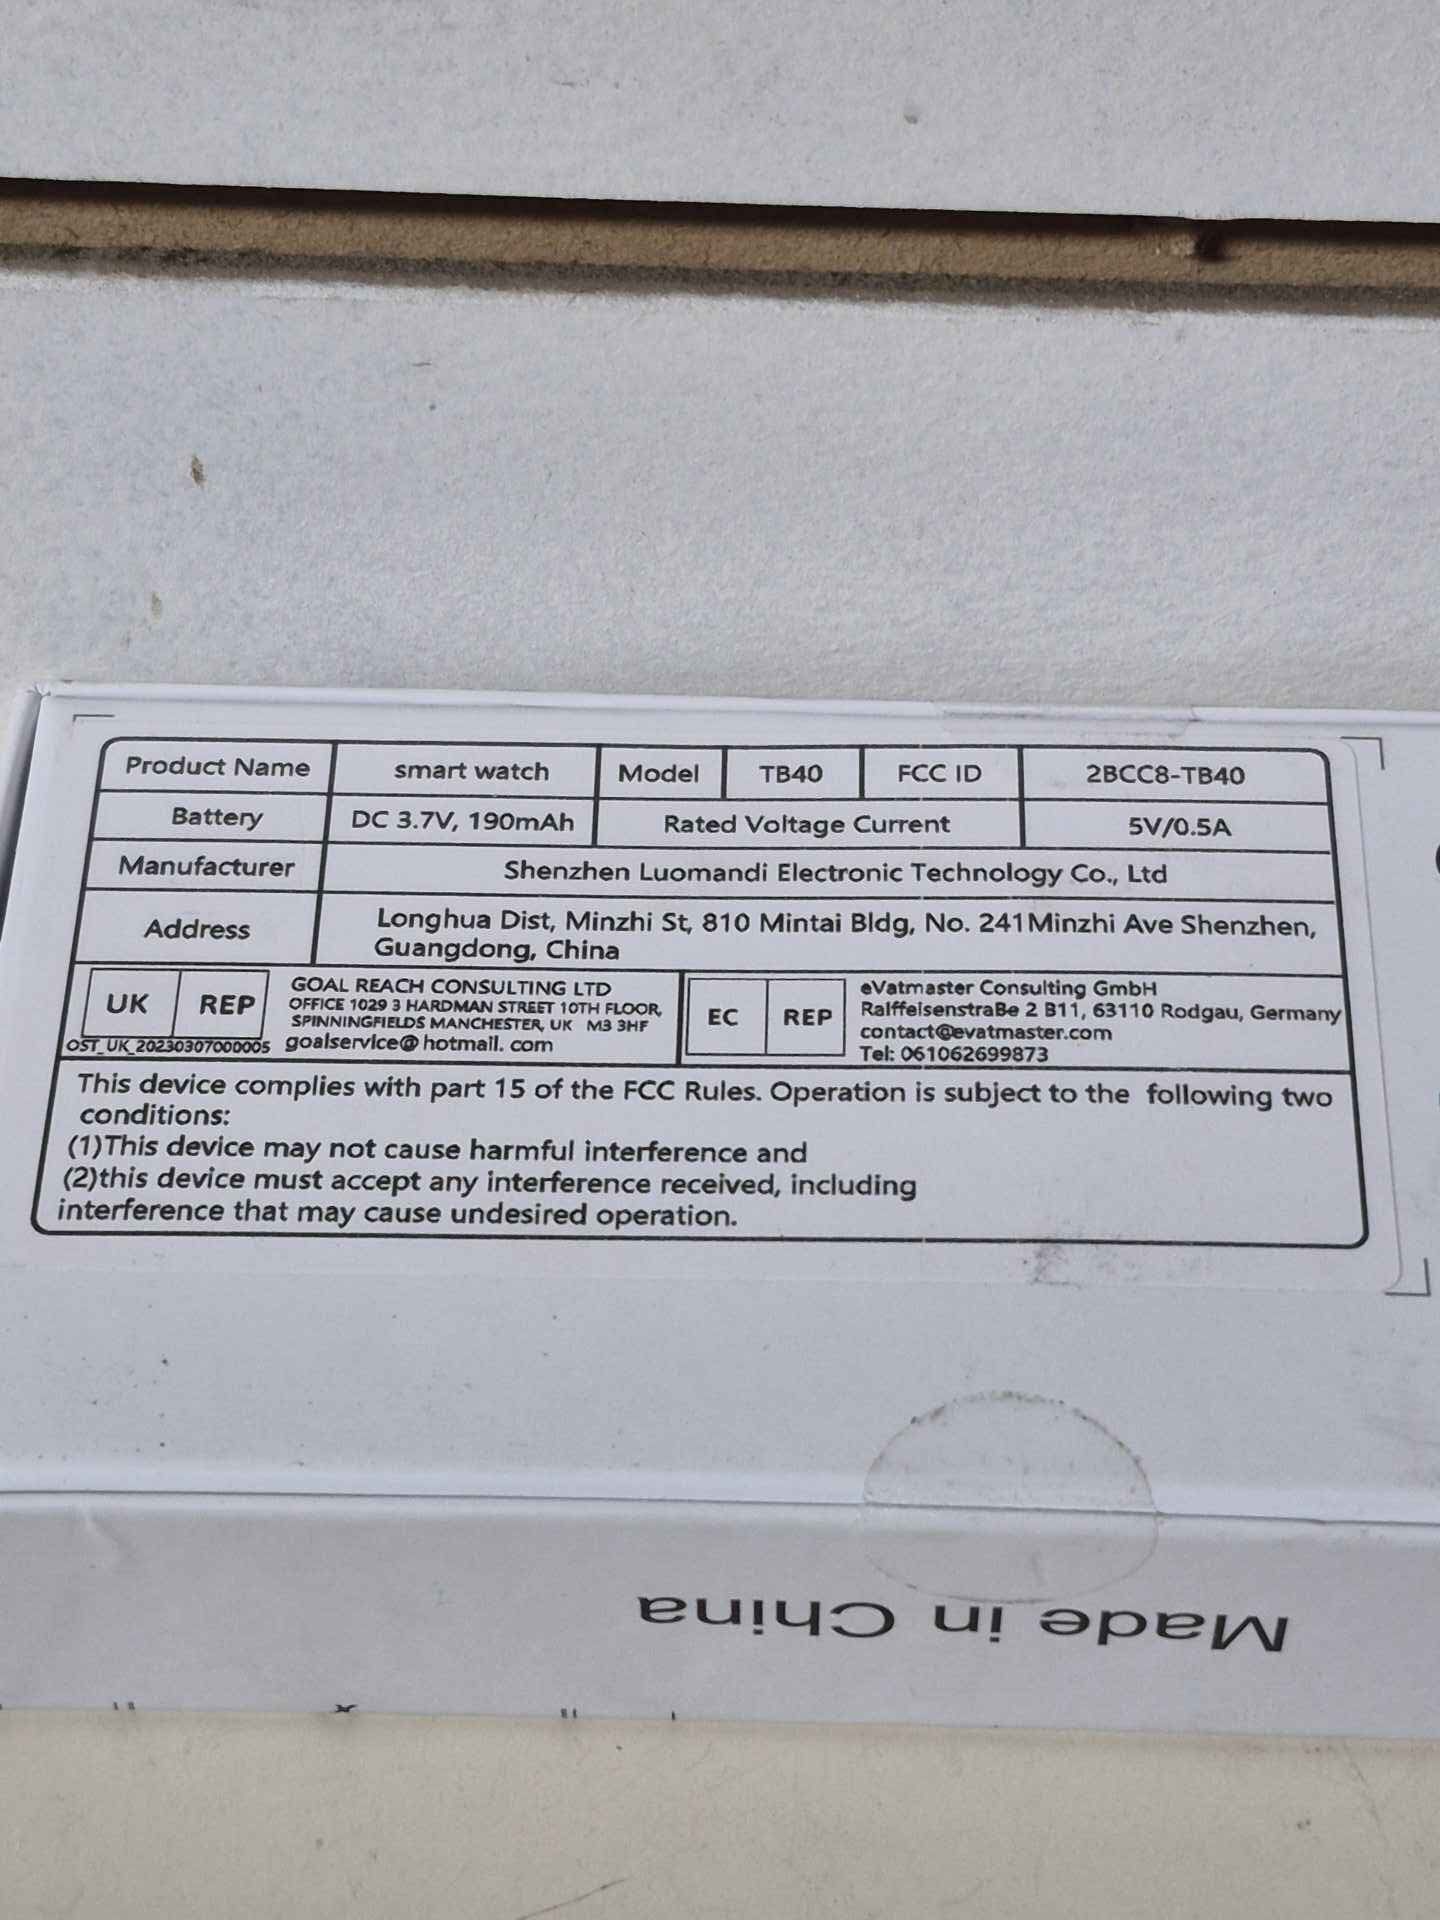 Product Name smart watch Model TB40 FCC ID 2BCC8-TB40
Battery DC 3.7V, 190mAh Rated Voltage Current 5V/0.5A
Manufacturer Shenzhen Luomandi Electronic Technology Co., Ltd
Address Longhua Dist, Minzhi St, 810 Mintai Bldg, No. 241Minzhi Ave Shenzhen,
Guangdong, China
UK REP
OST_UK_20230307000005
GOAL REACH CONSULTING LTD
OFFICE 1029 3 HARDMAN STREET 10TH FLOOR,
SPINNINGFIELDS MANCHESTER, UK M3 3HF
goalservice@ hotmail. com
EC REP
eVatmaster Consulting GmbH
RaiffeisenstraBe 2 B11, 63110 Rodgau, Germany
contact@evatmaster.com
Tel: 061062699873
This device complies with part 15 of the FCC Rules. Operation is subject to the following two
conditions:
(1)This device may not cause harmful interference and
(2)this device must accept any interference received, including
interference that may cause undesired operation.
Made in China